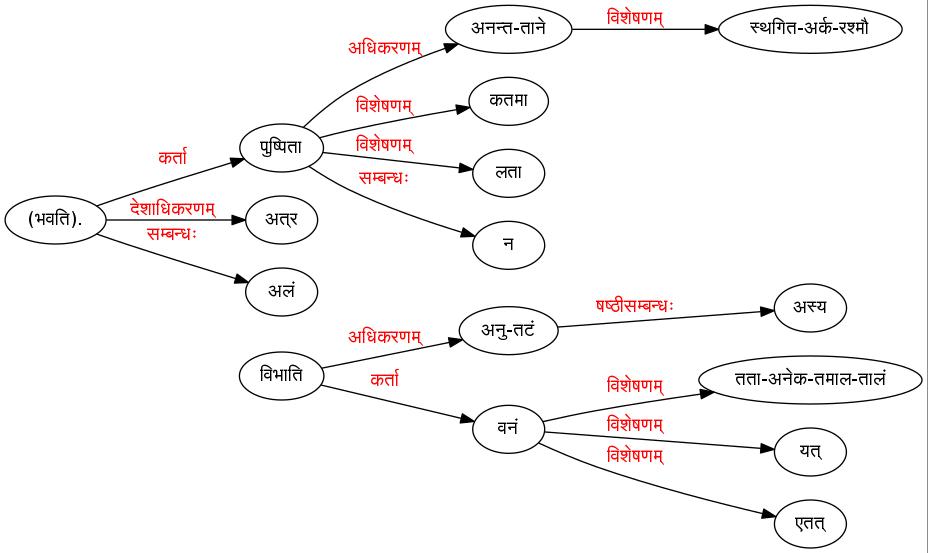 अनन्त-ताने
विशेषणम्
स्थगित-अर्क-रश्मौ
अधिकरणम्
विशेषणम्
कतमा
पुष्पिता
विशेषणम्
लता
कर्ता
सम्बन्धः
(भवति).
देशाधिकरणम्
अत्र
सम्बन्धः
न
अलं
षष्ठीसम्बन्धः
अस्य
अधिकरणम्
अनु-तटं
विभाति
कर्ता
विशेषणम्
तता-अनेक-तमाल-तालं
वनं
विशेषणम्
यत्
विशेषणम्
एतत्